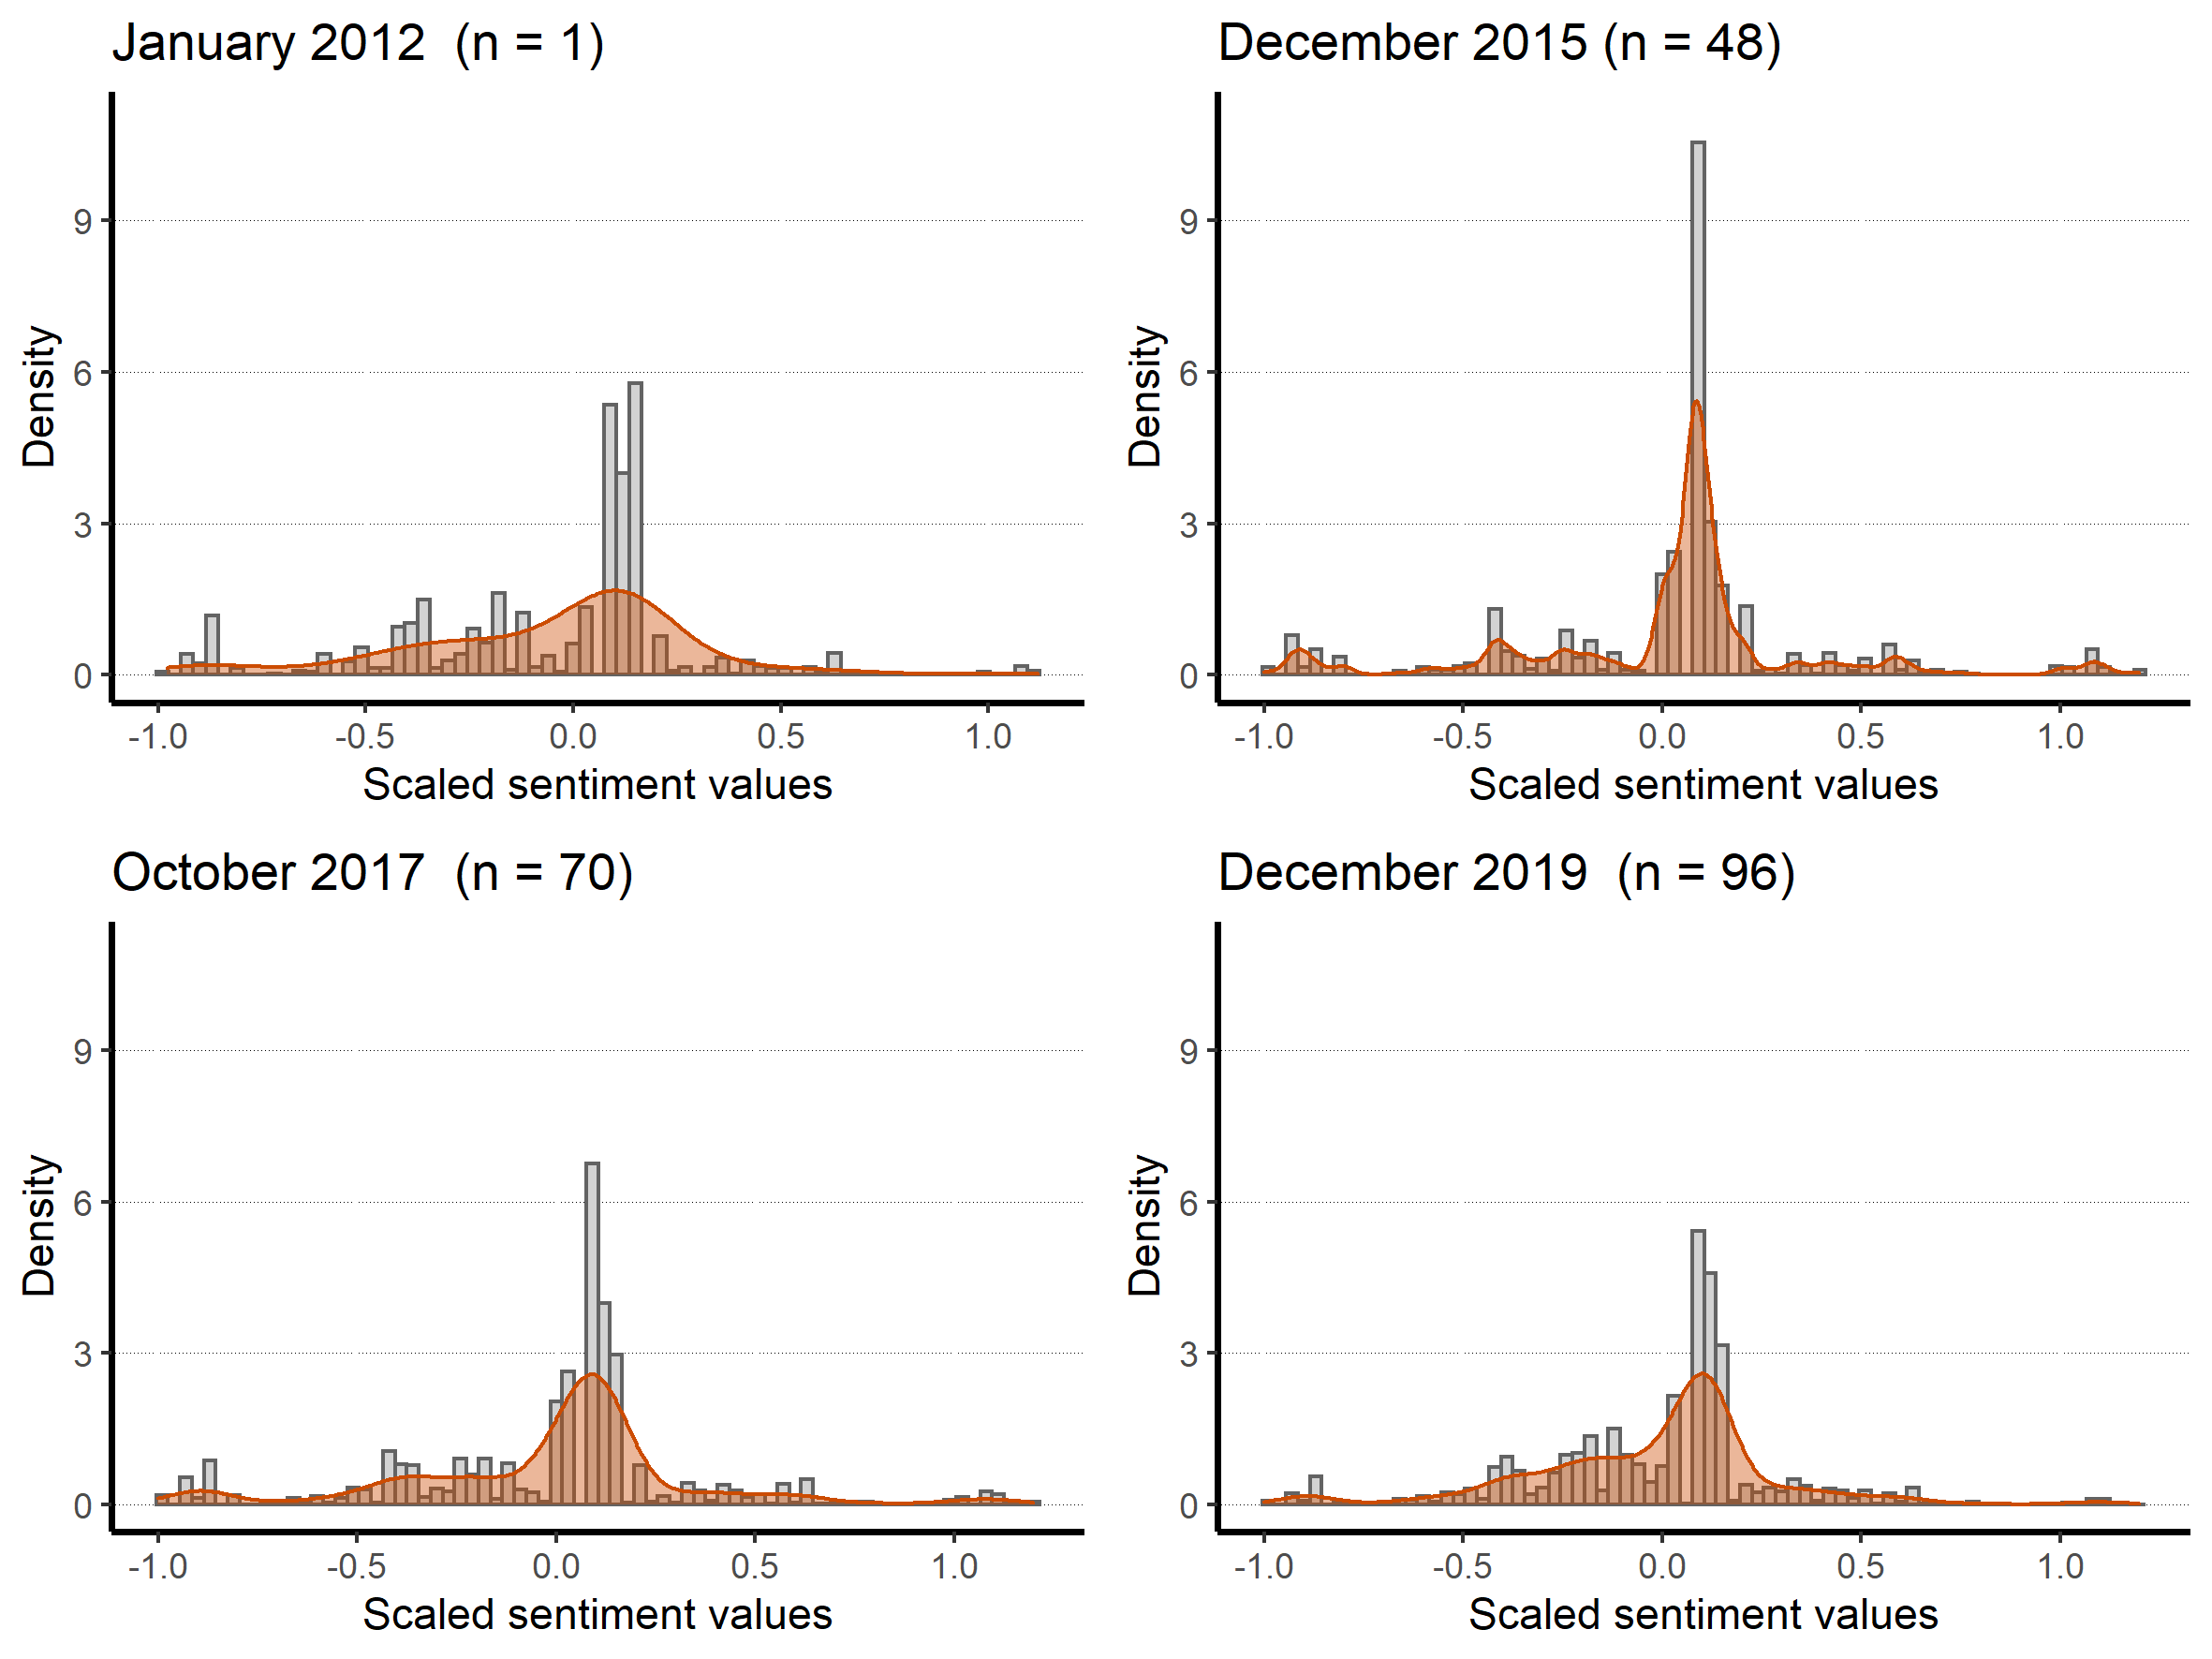 January 2012  (n = 1)
Density
9
6
3
0
-1.0 -0.5 0.0 0.5 1.0
Scaled sentiment values
December 2015 (n = 48)
Density
9
6
3
0
-1.0 -0.5 0.0 0.5 1.0
Scaled sentiment values
October 2017  (n = 70)
Density
9
6
3
0
-1.0 -0.5 0.0 0.5 1.0
Scaled sentiment values
December 2019  (n = 96)
Density
9
6
3
0
-1.0 -0.5 0.0 0.5 1.0
Scaled sentiment values